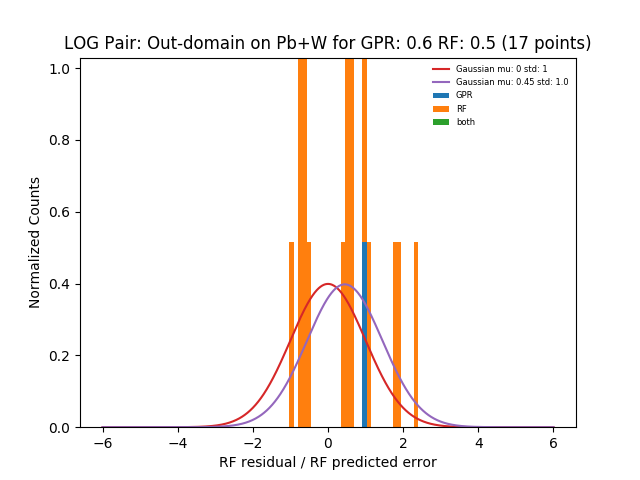 LOG Pair: Out-domain on Pb+W for GPR: 0.6 RF: 0.5 (17 points)
Gaussian mu: 0 std: 1
Gaussian mu: 0.45 std: 1.0
GPR
RF
both
Normalized Counts
1.0
0.8
0.6
0.4
0.2
0.0
−6 −4 −2 0 2 4 6
RF residual / RF predicted error